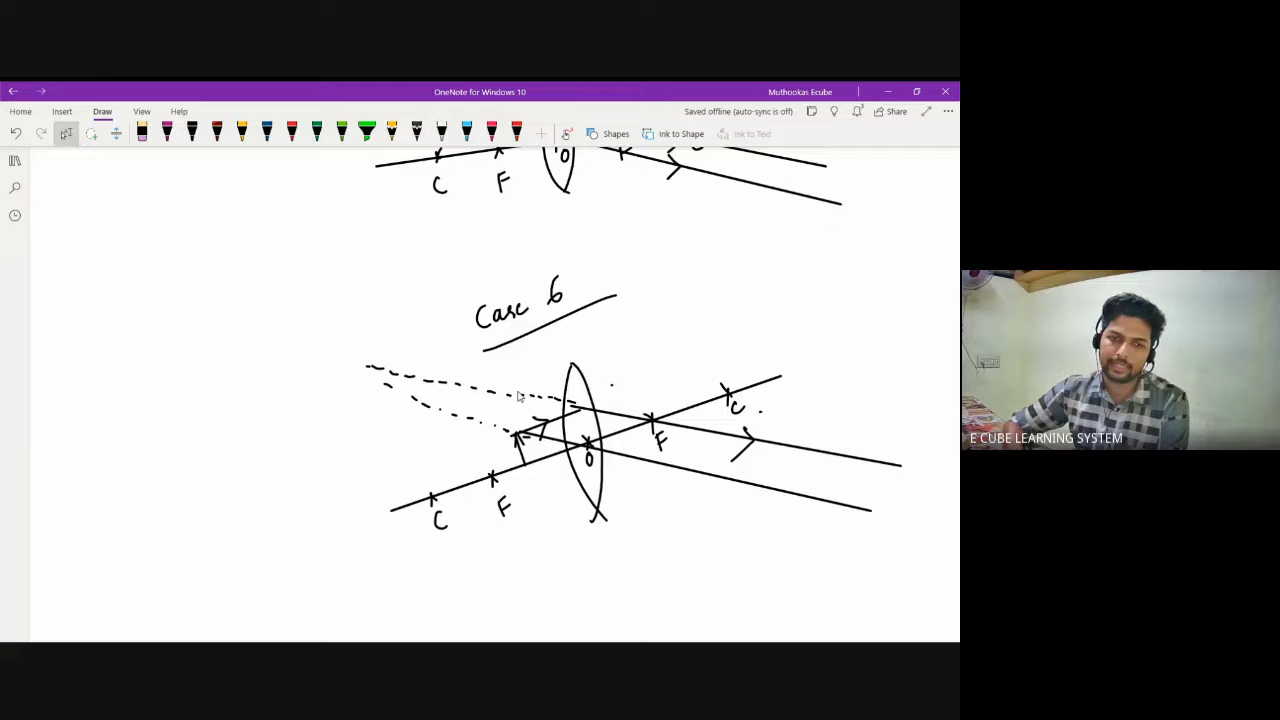 OneNote for Windows 10
Muthookas Ecube
Home Insert Draw View Help
Saved offline (auto-sync is off)
Share
Shapes
Ink to Shape
Ink to Text
O
C F
Case 6
C
F
O
F
C
E CUBE LEARNING SYSTEM